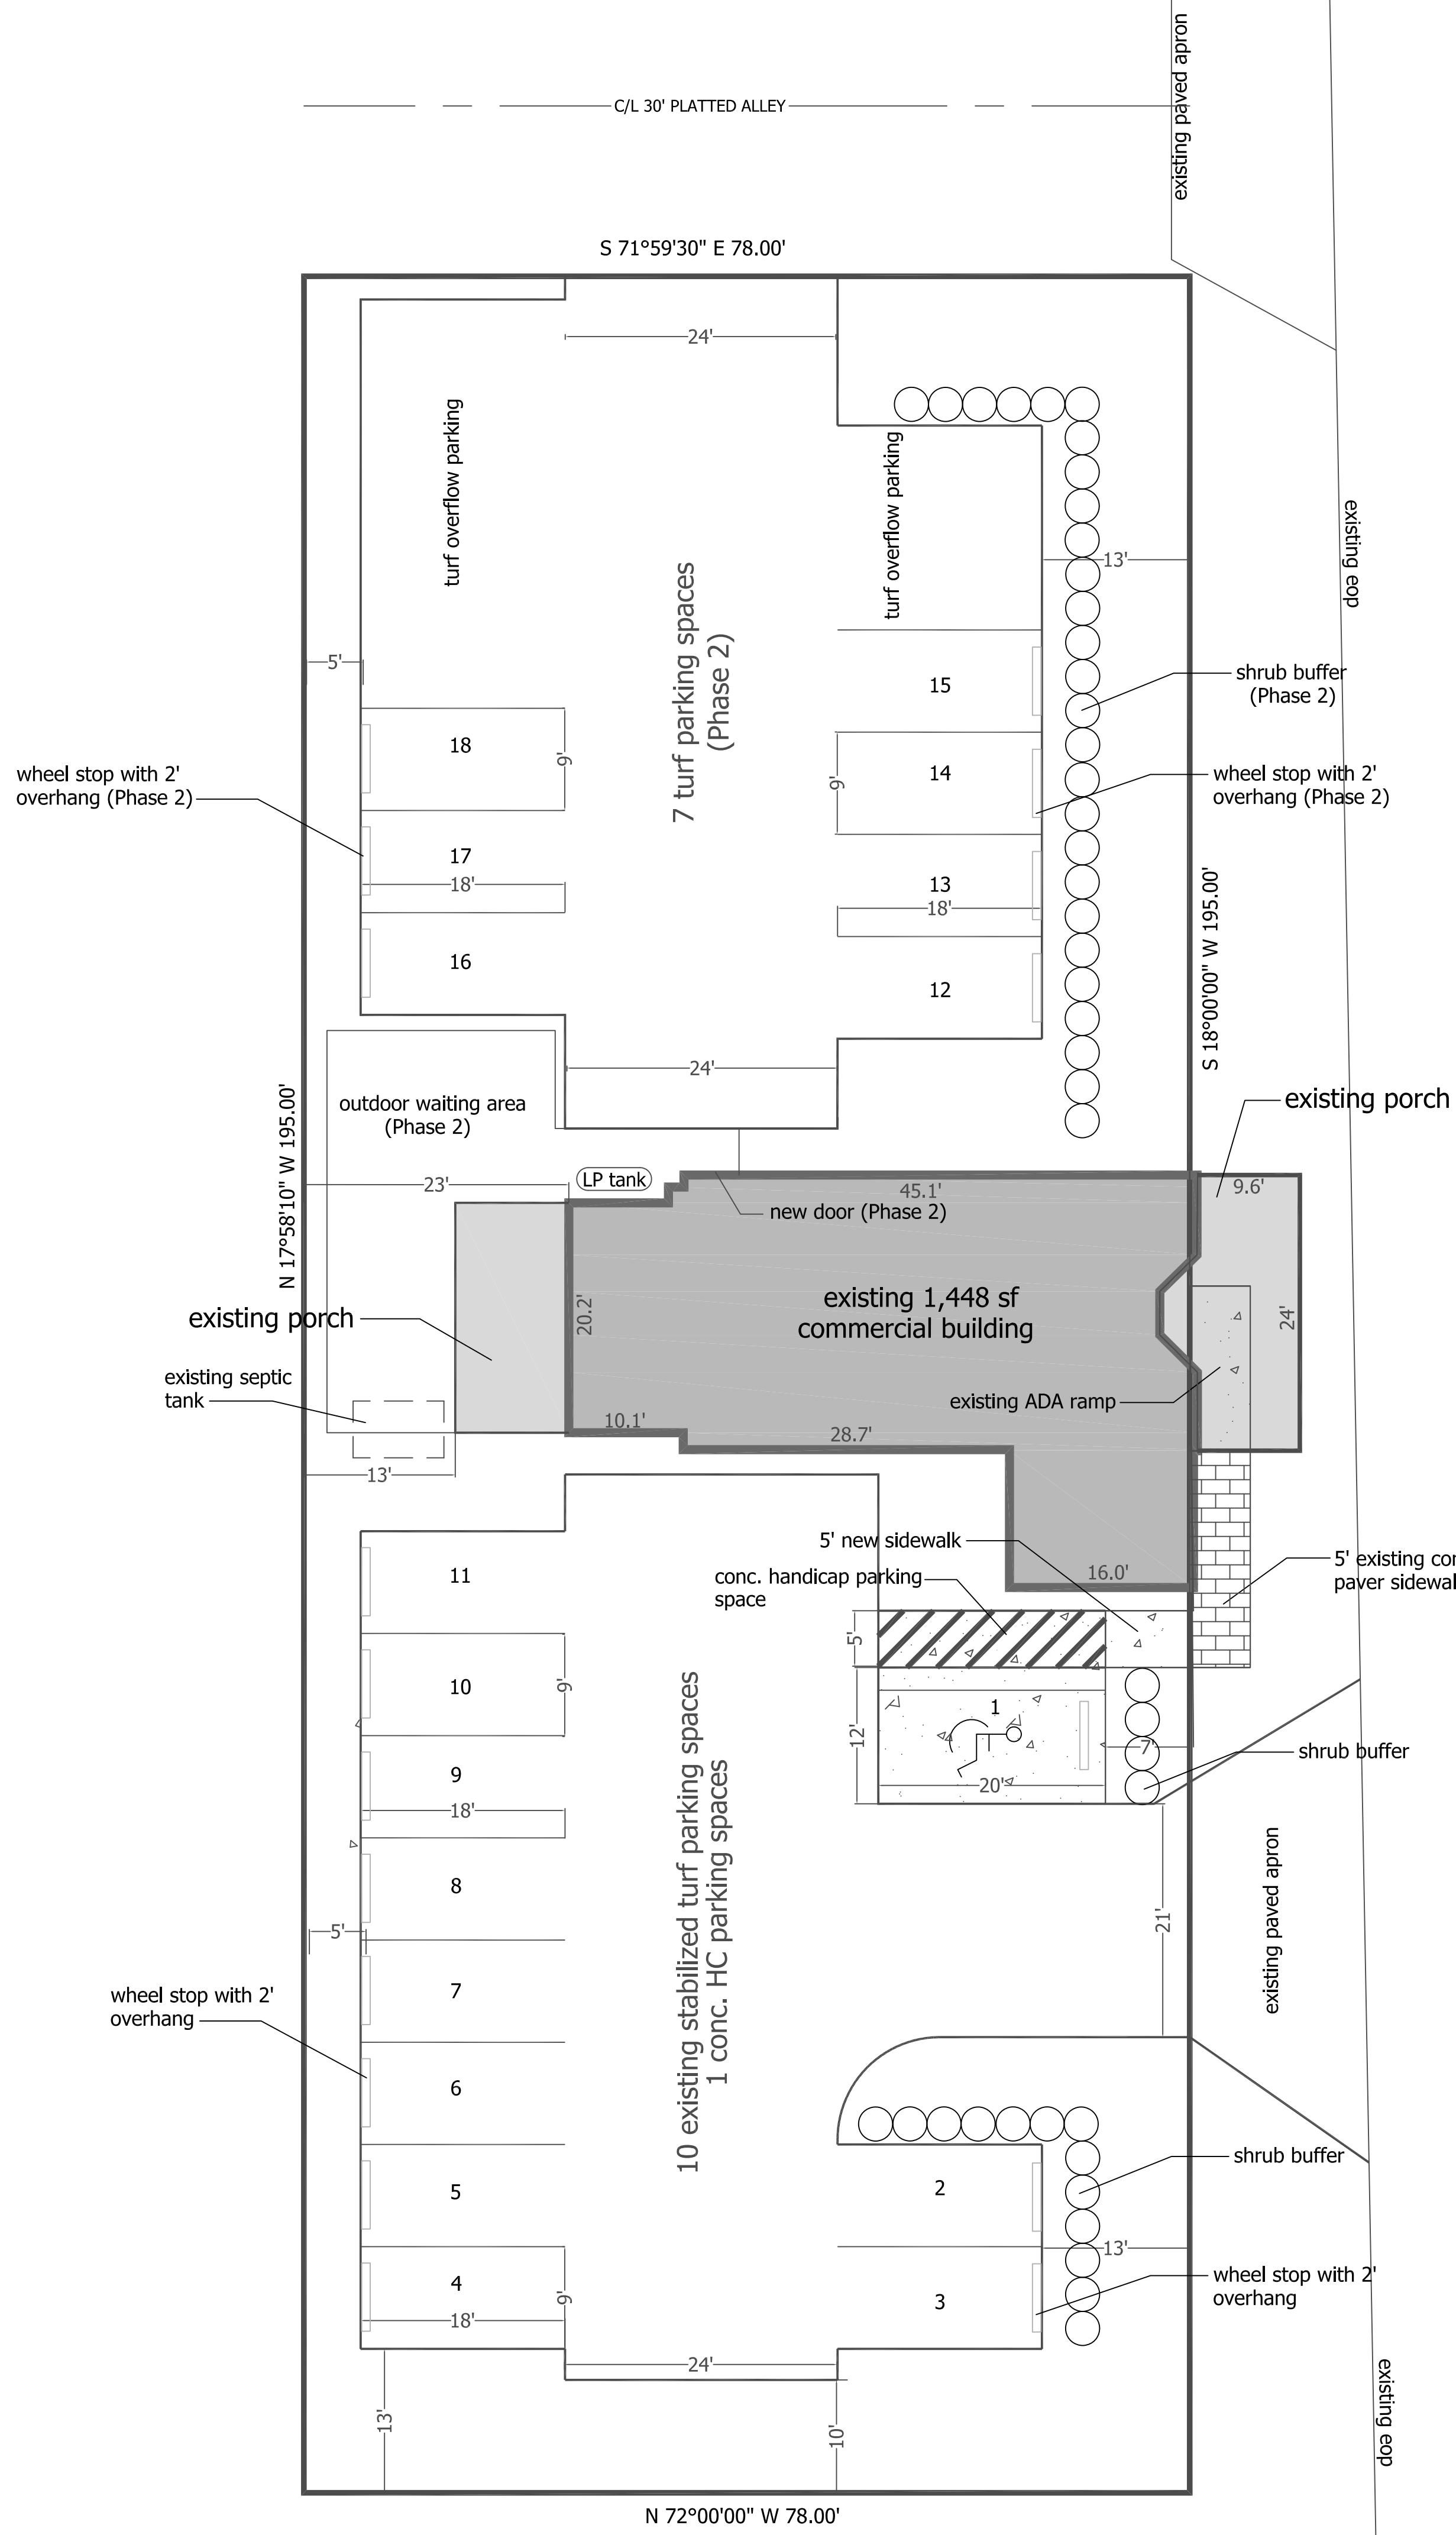 existing paved apron
C/L 30' PLATTED ALLEY
S 71°59'30" E 78.00'
24'
turf overflow parking
turf overflow parking
existing eop
13'
7 turf parking spaces
(Phase 2)
5'
15
shrub buffer
(Phase 2)
18
9'
14
9'
wheel stop with 2'
overhang (Phase 2)
wheel stop with 2'
overhang (Phase 2)
17
18'
13
18'
16
12
S 18°00'00" W 195.00'
24'
outdoor waiting area
(Phase 2)
existing porch
N 17°58'10" W 195.00'
23'
LP tank
45.1'
9.6'
new door (Phase 2)
existing 1,448 sf
commercial building
20.2'
24'
existing porch
existing septic
tank
existing ADA ramp
10.1'
28.7'
13'
5' new sidewalk
5' existing con
paver sidewal
conc. handicap parking
space
16.0'
11
5'
10
9'
1
12'
7'
20'
shrub buffer
9
18'
10 existing stabilized turf parking spaces
1 conc. HC parking spaces
8
5'
21'
existing paved apron
7
wheel stop with 2'
overhang
6
5
2
shrub buffer
13'
4
9'
18'
3
wheel stop with 2'
overhang
24'
13'
10'
existing eop
N 72°00'00" W 78.00'